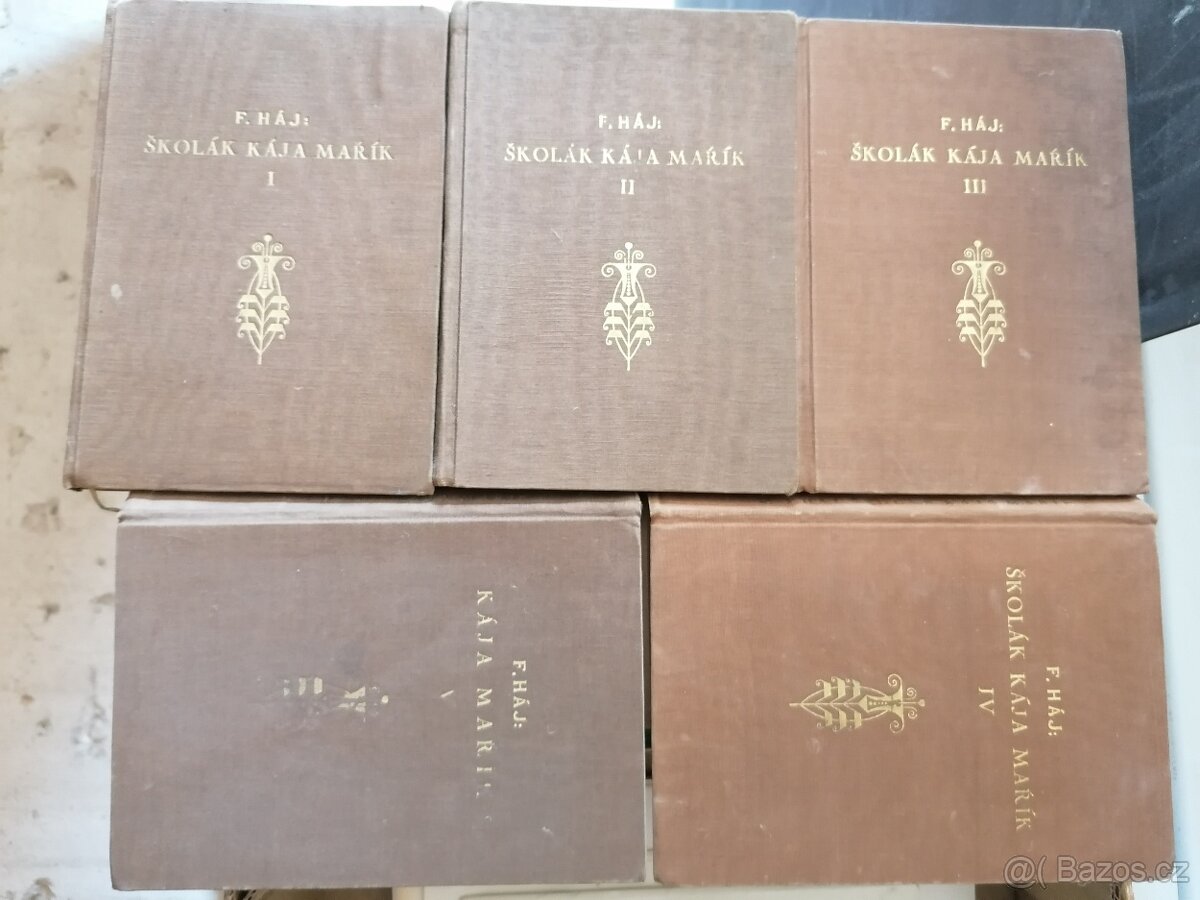 F. HÁJ:
ŠKOLÁK KÁJA MAŘÍK
I
F. HÁJ:
ŠKOLÁK KÁJA MAŘÍK
II
F. HÁJ:
ŠKOLÁK KÁJA MAŘÍK
III
F. HÁJ:
KÁJA MAŘÍK
V
F. HÁJ:
ŠKOLÁK KÁJA MAŘÍK
IV
@( Bazos.cz